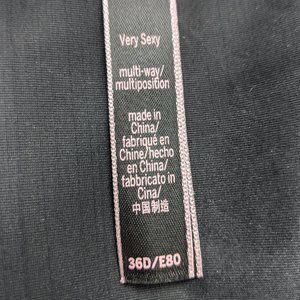 Very Sexy
multi-way/
multiposition
made in
China/
fabriqué en
Chine/hecho
en China/
fabbricato in
Cina/
中国制造
36D/E80